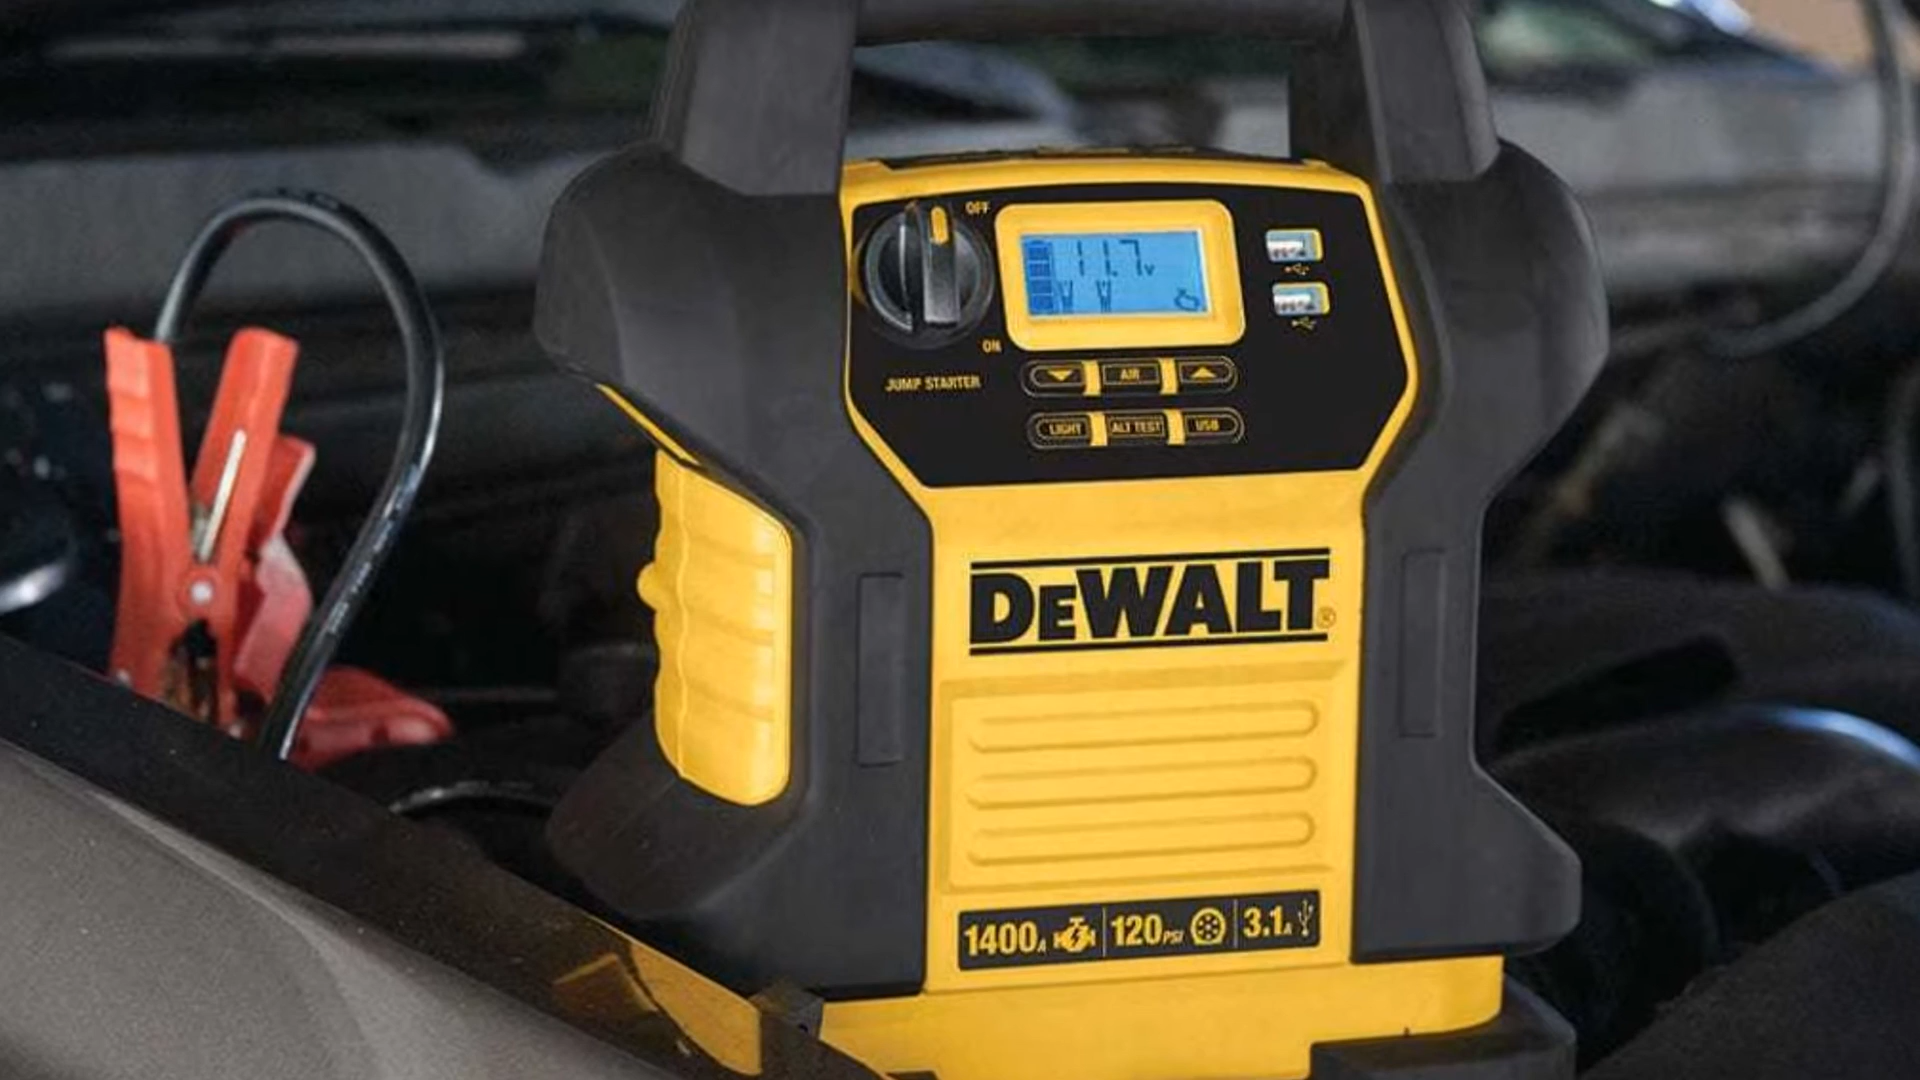 OFF
11.7v
ON
JUMP STARTER
AIR
LIGHT ALT TEST USB
DEWALT®
1400A 120PSI 3.1A